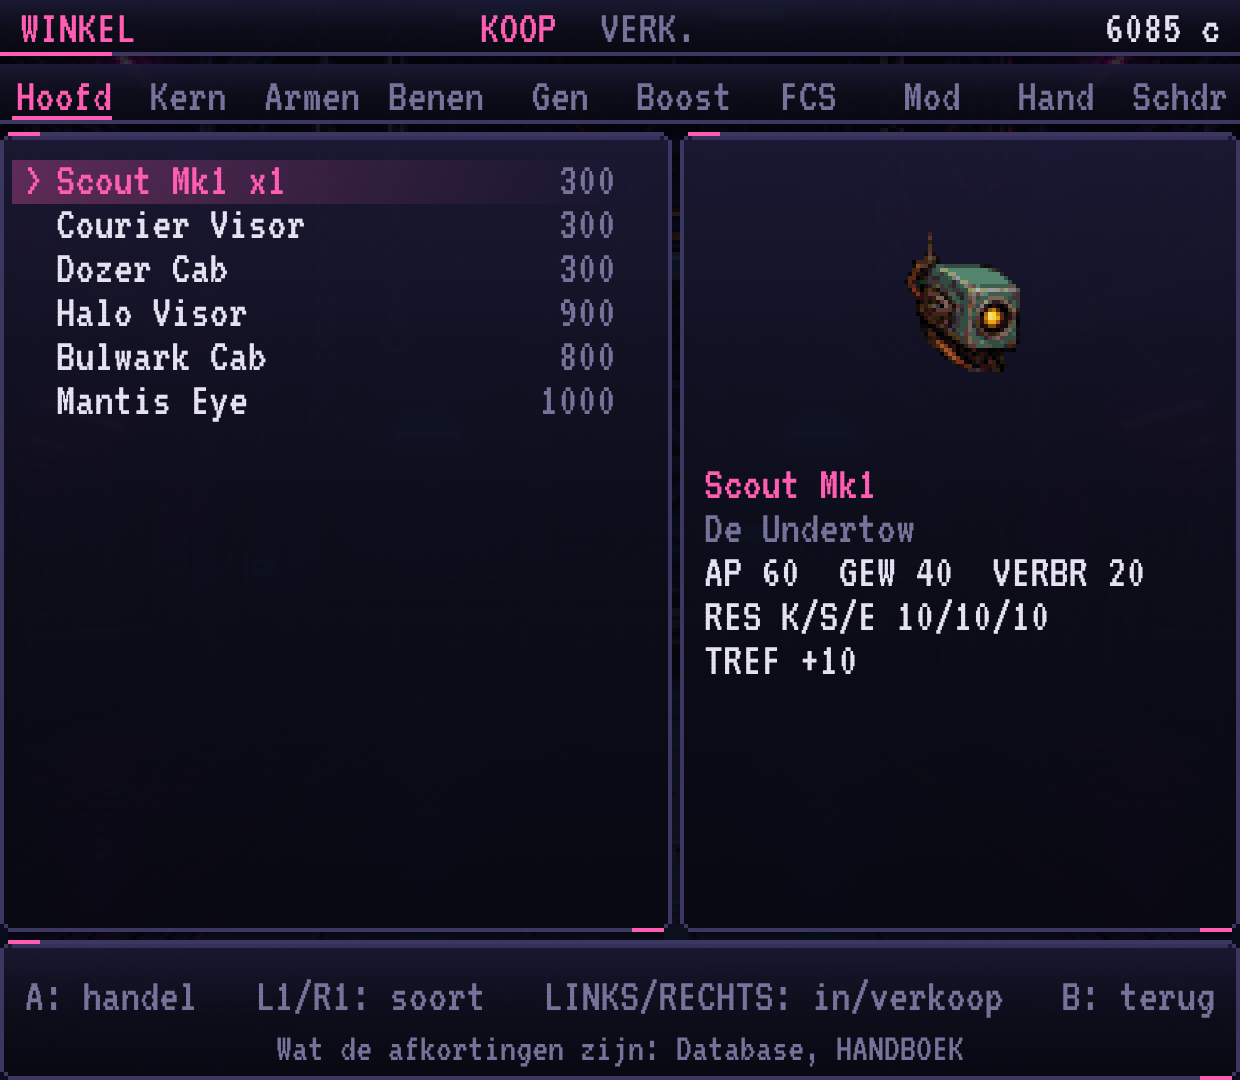 WINKEL KOOP VERK. 6085 c
Hoofd Kern Armen Benen Gen Boost FCS Mod Hand Schdr
> Scout Mk1 x1 300
Courier Visor 300
Dozer Cab 300
Halo Visor 900
Bulwark Cab 800
Mantis Eye 1000
Scout Mk1
De Undertow
AP 60 GEW 40 VERBR 20
RES K/S/E 10/10/10
TREF +10
A: handel L1/R1: soort LINKS/RECHTS: in/verkoop B: terug
Wat de afkortingen zijn: Database, HANDBOEK